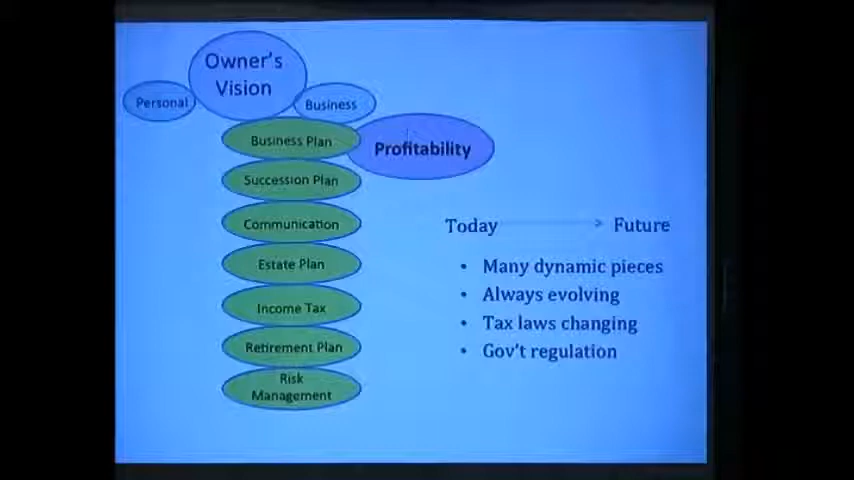 Owner's
Vision
Personal
Business
Business Plan
Profitability
Succession Plan
Communication
Estate Plan
Income Tax
Retirement Plan
Risk
Management
Today
Future
• Many dynamic pieces
• Always evolving
• Tax laws changing
• Gov't regulation